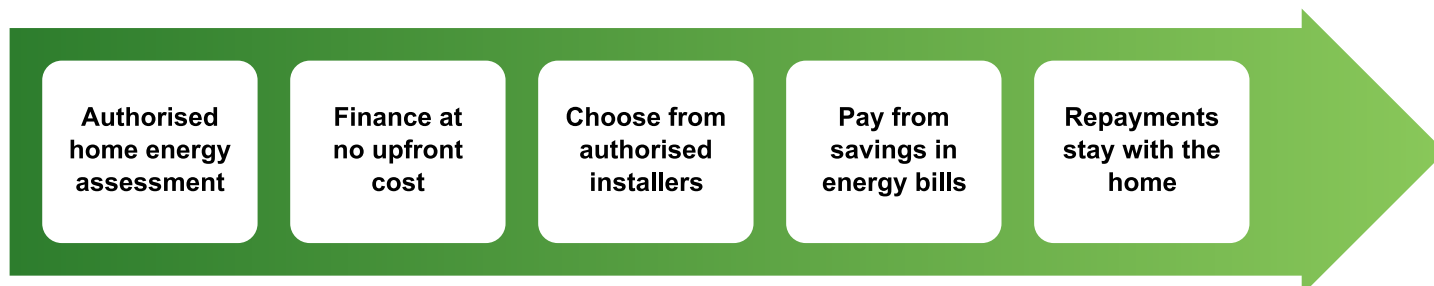 Authorised
home energy
assessment
Finance at
no upfront
cost
Choose from
authorised
installers
Pay from
savings in
energy bills
Repayments
stay with the
home